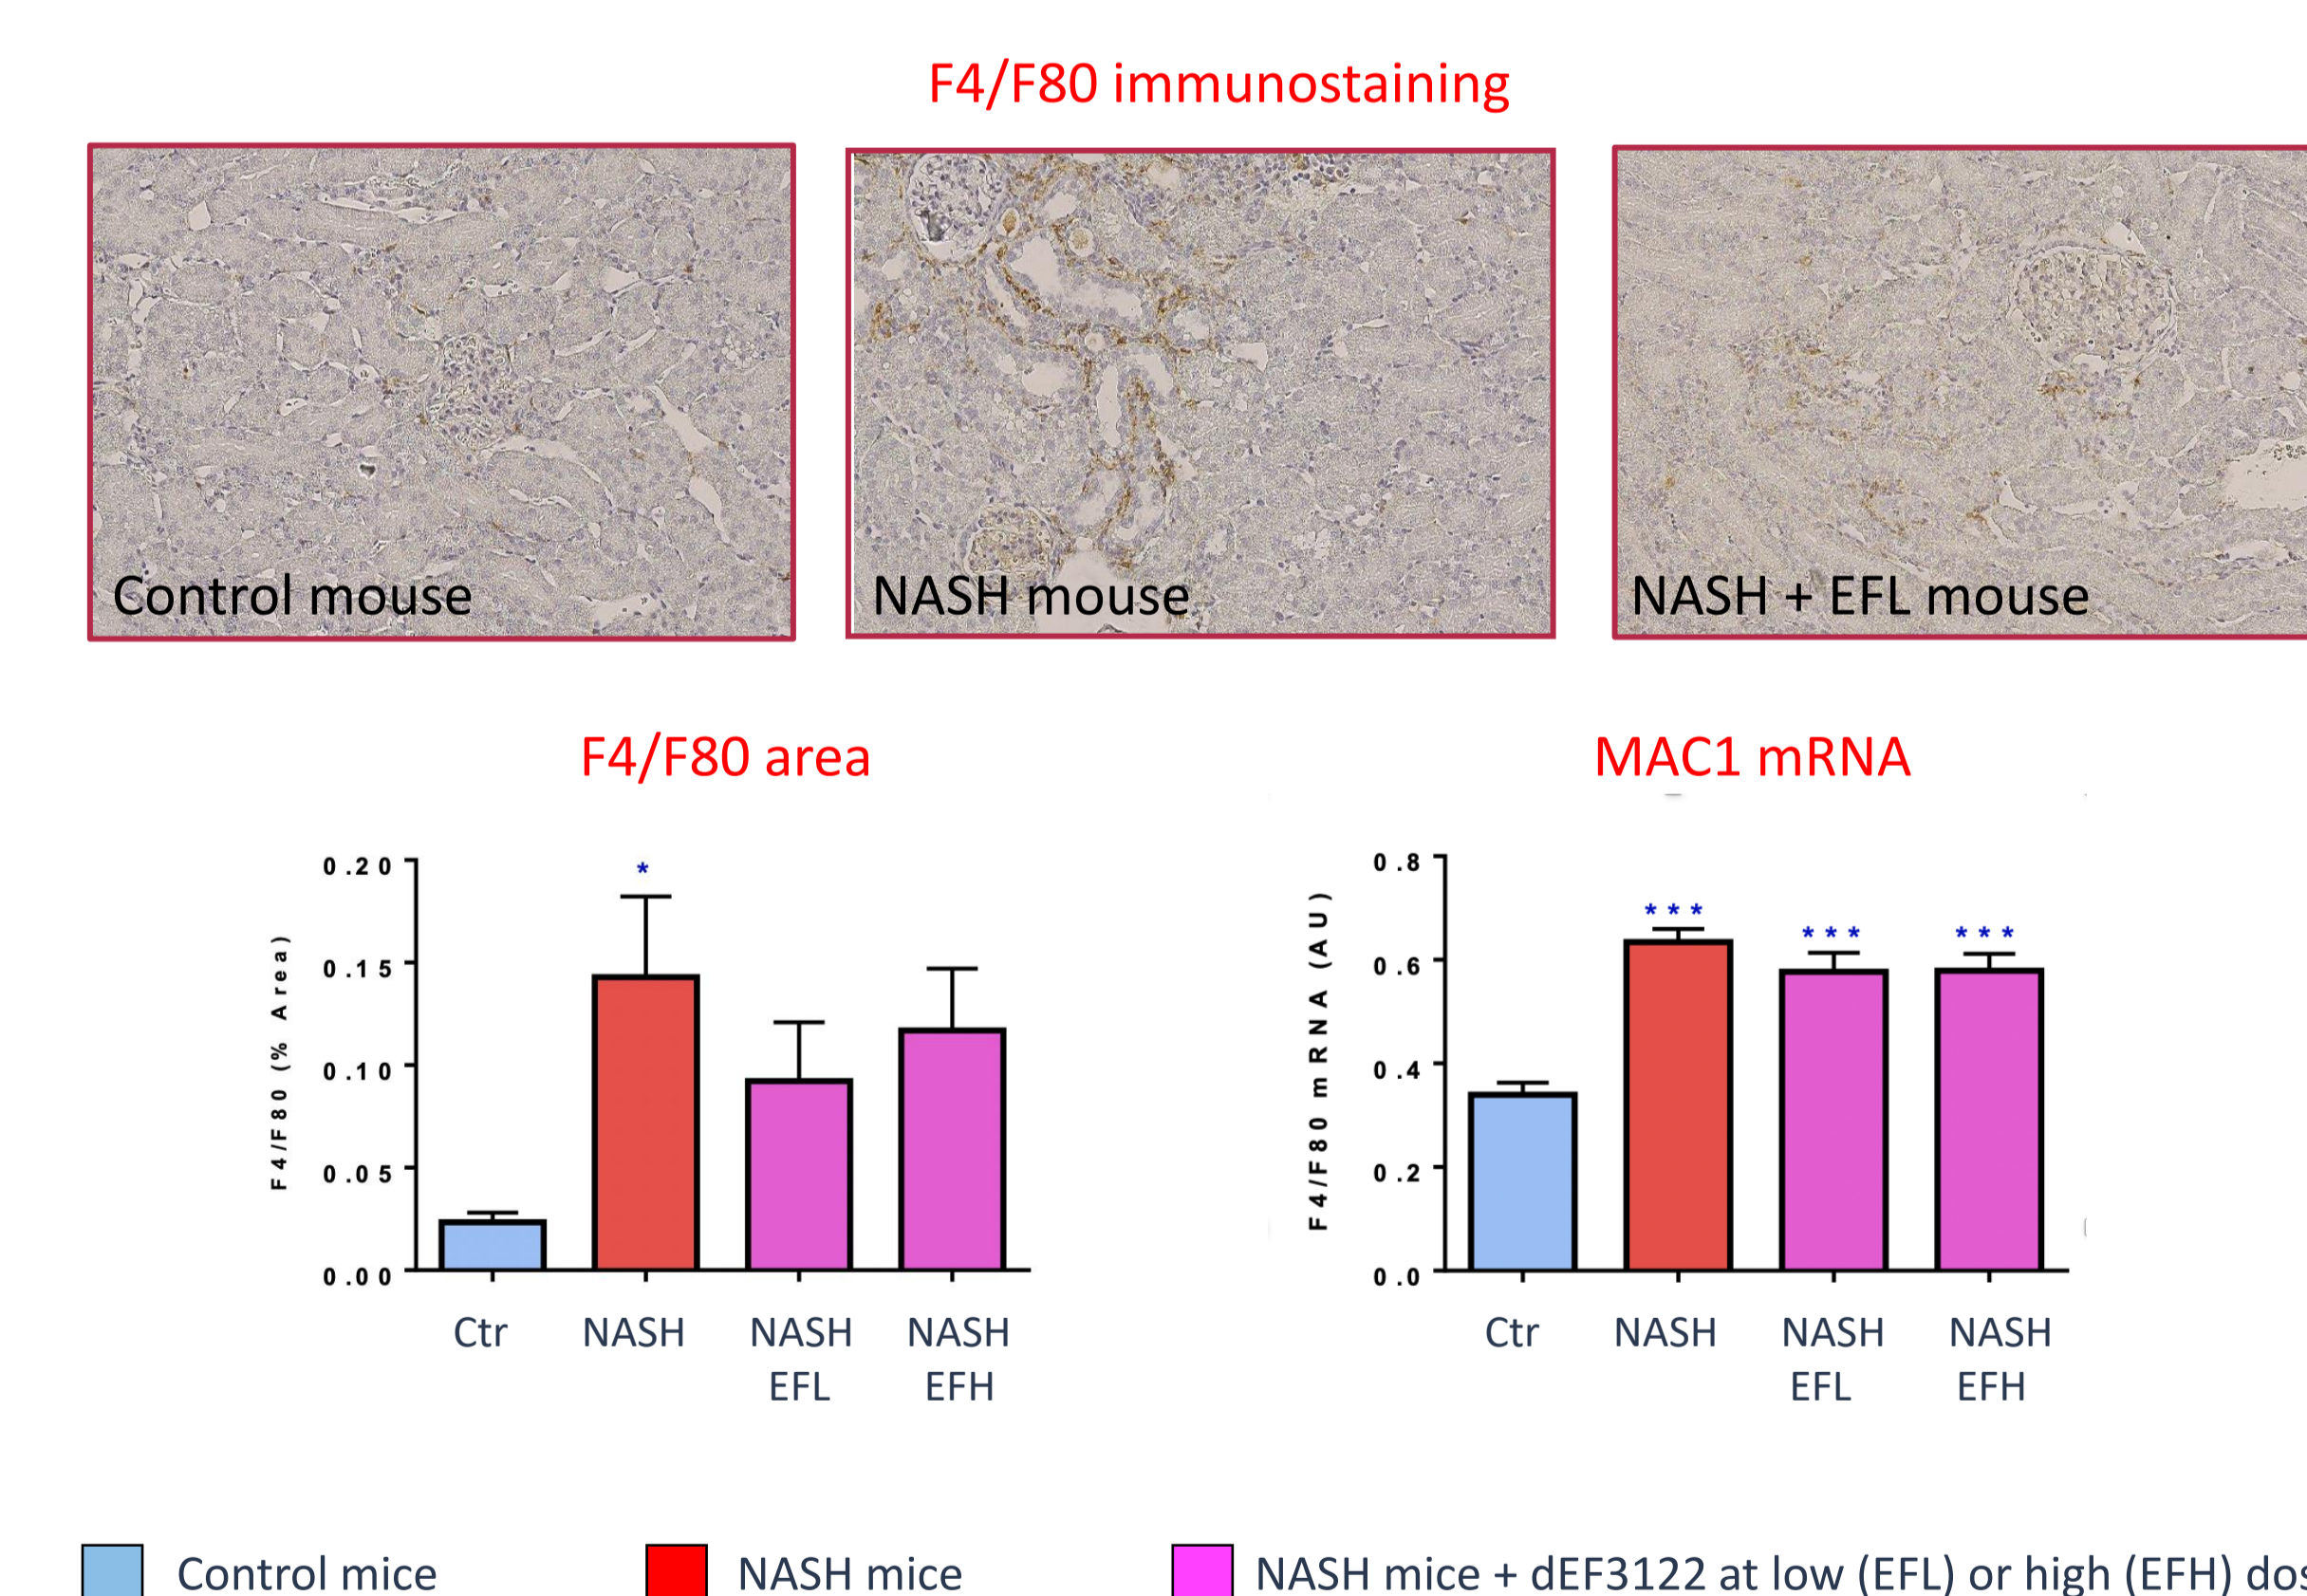 F4/F80 immunostaining
Control mouse
NASH mouse
NASH + EFL mouse
F4/F80 area
MAC1 mRNA
F4/F80 (% Area)
0.20
0.15
0.10
0.05
0.00
*
Ctr
NASH
NASH EFL
NASH EFH
F4/F80 mRNA (AU)
0.8
0.6
0.4
0.2
0.0
***
***
***
Ctr
NASH
NASH EFL
NASH EFH
Control mice
NASH mice
NASH mice + dEF3122 at low (EFL) or high (EFH)